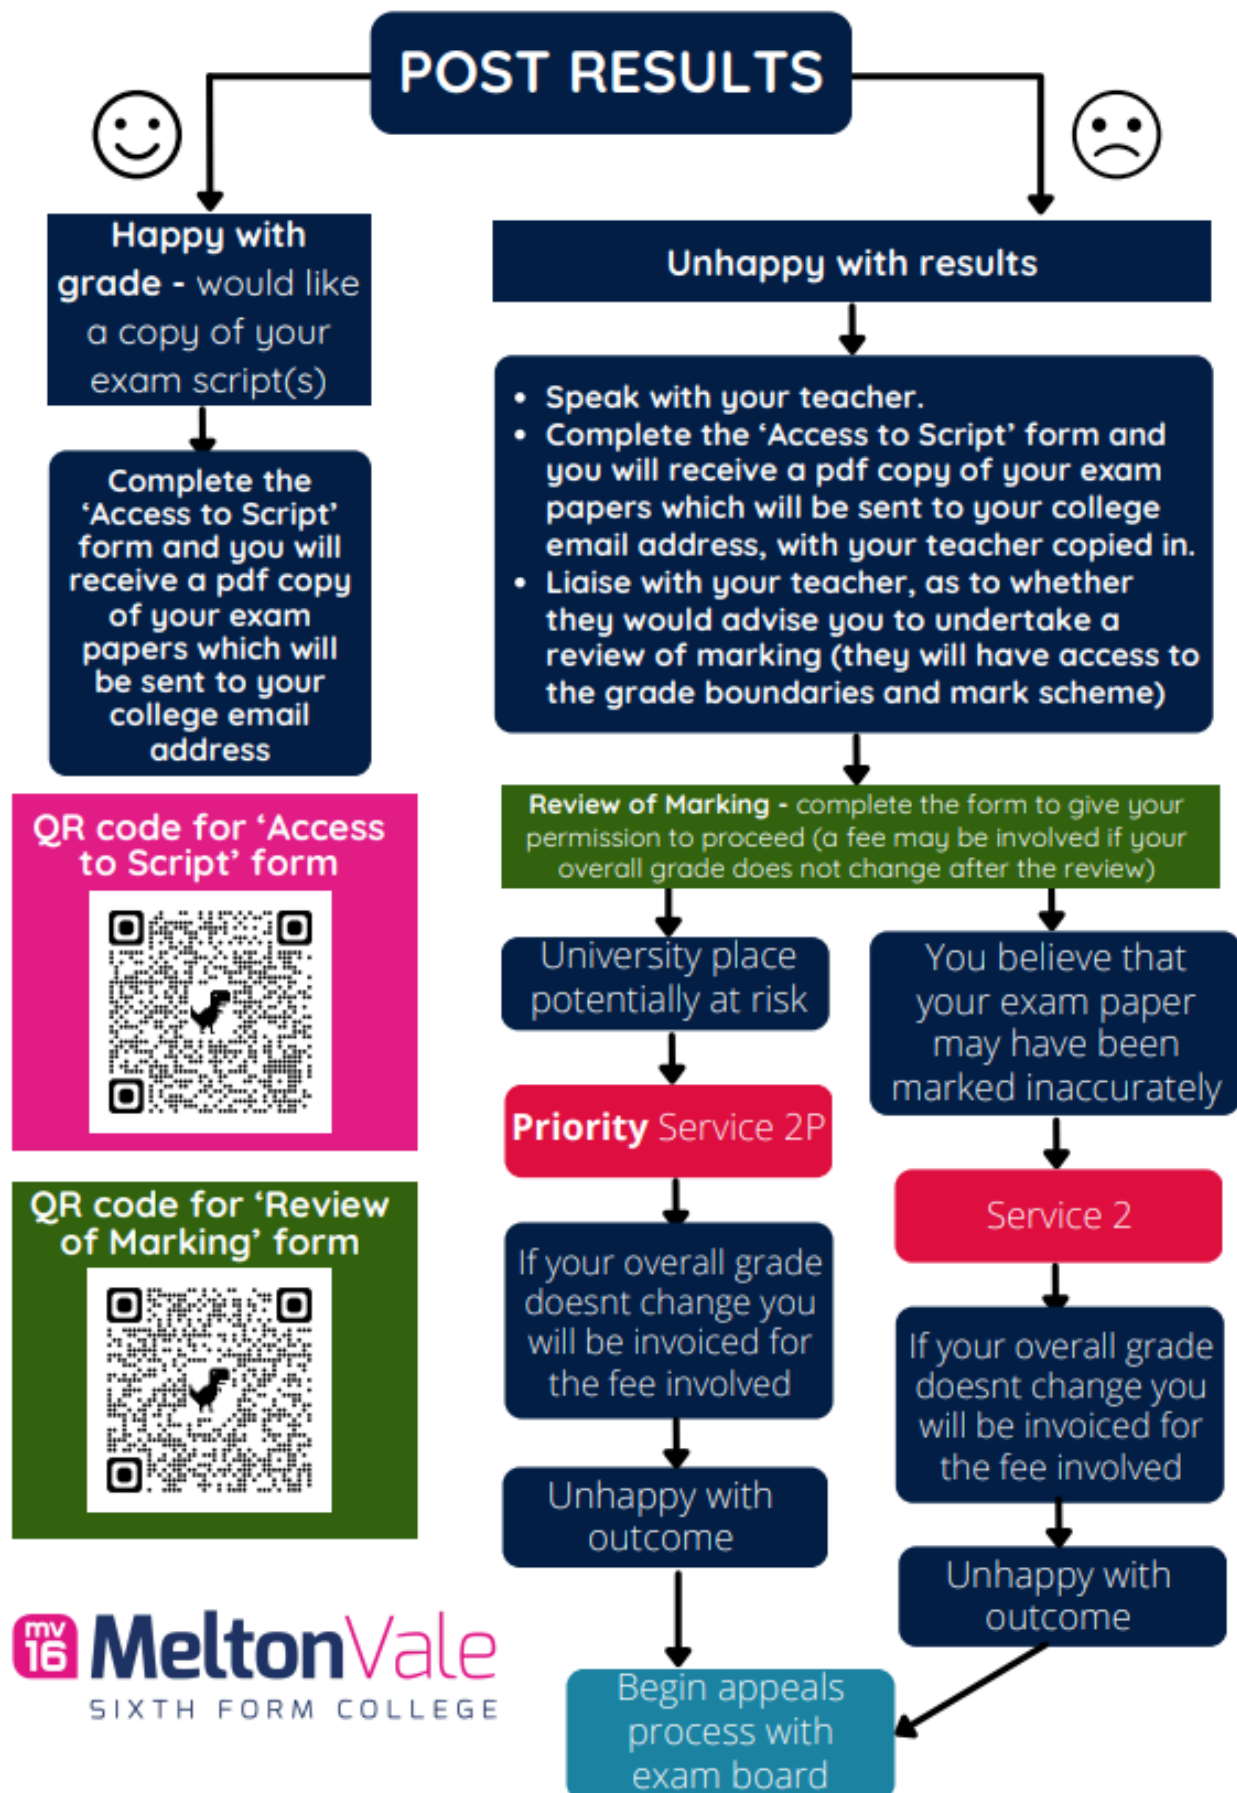 POST RESULTS
Happy with
grade - would like
a copy of your
exam script(s)
Complete the
‘Access to Script’
form and you will
receive a pdf copy
of your exam
papers which will
be sent to your
college email
address
QR code for ‘Access
to Script’ form
QR code for ‘Review
of Marking’ form
Unhappy with results
• Speak with your teacher.
• Complete the ‘Access to Script’ form and
you will receive a pdf copy of your exam
papers which will be sent to your college
email address, with your teacher copied in.
• Liaise with your teacher, as to whether
they would advise you to undertake a
review of marking (they will have access to
the grade boundaries and mark scheme)
Review of Marking - complete the form to give your
permission to proceed (a fee may be involved if your
overall grade does not change after the review)
University place
potentially at risk
Priority Service 2P
If your overall grade
doesnt change you
will be invoiced for
the fee involved
Unhappy with
outcome
You believe that
your exam paper
may have been
marked inaccurately
Service 2
If your overall grade
doesnt change you
will be invoiced for
the fee involved
Unhappy with
outcome
Begin appeals
process with
exam board
mv
16
MeltonVale
SIXTH FORM COLLEGE